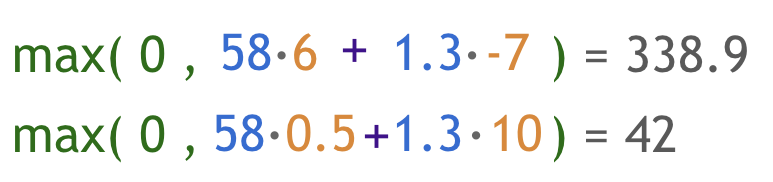 max( 0 , 58·6 + 1.3·-7 ) = 338.9
max( 0 , 58·0.5+1.3·10) = 42